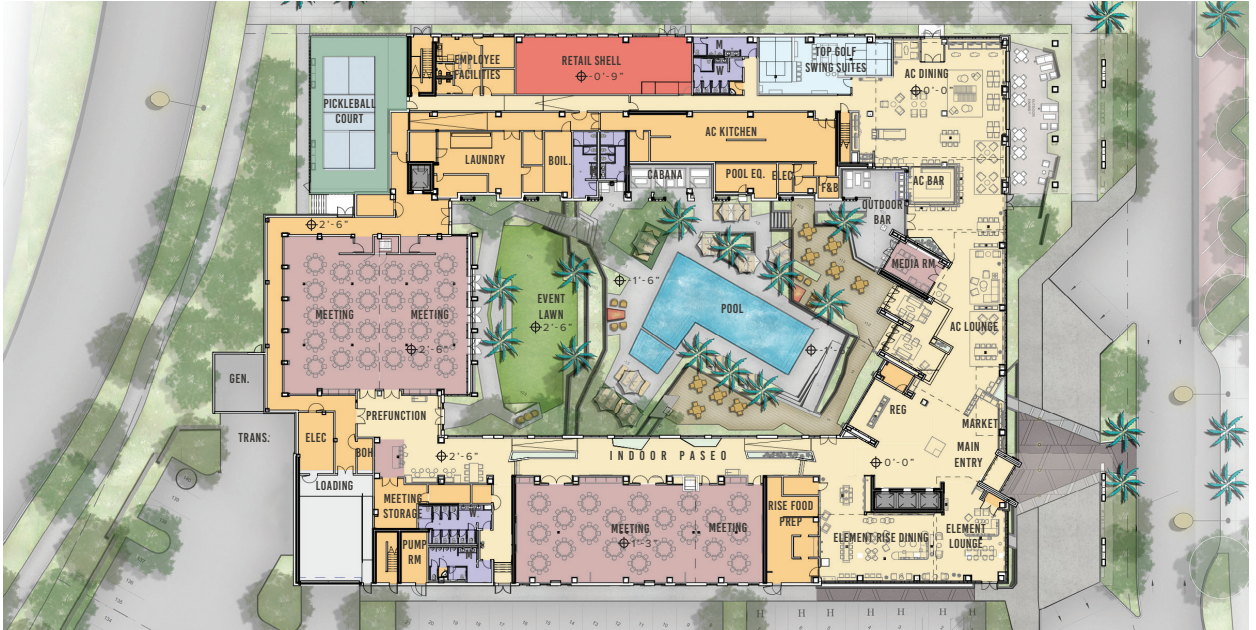 EMPLOYEE
FACILITIES
RETAIL SHELL
-0'-9"
M
W
TOP GOLF
SWING SUITES
AC DINING
0'-0"
PICKLEBALL
COURT
AC KITCHEN
LAUNDRY
BOIL.
CABANA
POOL EQ.
ELEC
F&B
AC BAR
OUTDOOR
BAR
2'-6"
MEDIA RM
-1'-6"
MEETING
MEETING
2'-6"
EVENT
LAWN
2'-6"
POOL
AC LOUNGE
GEN.
PREFUNCTION
REG
MARKET
TRANS.
ELEC
BOH
2'-6"
INDOOR PASEO
0'-0"
MAIN
ENTRY
LOADING
MEETING
STORAGE
W
MEETING
MEETING
-1'-3"
RISE FOOD
PREP
ELEMENT RISE DINING
ELEMENT
LOUNGE
PUMP
RM
H H H H H H